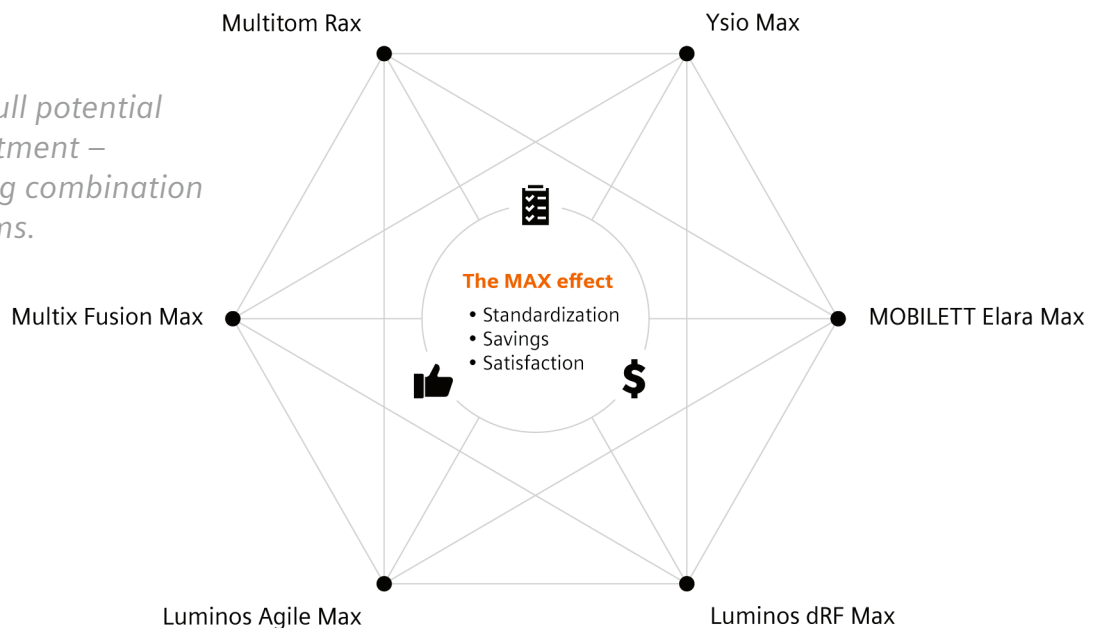 Multitom Rax
Ysio Max
ull potential
tment –
g combination
ms.
The MAX effect
• Standardization
• Savings
• Satisfaction
$
Multix Fusion Max
MOBILETT Elara Max
Luminos Agile Max
Luminos dRF Max